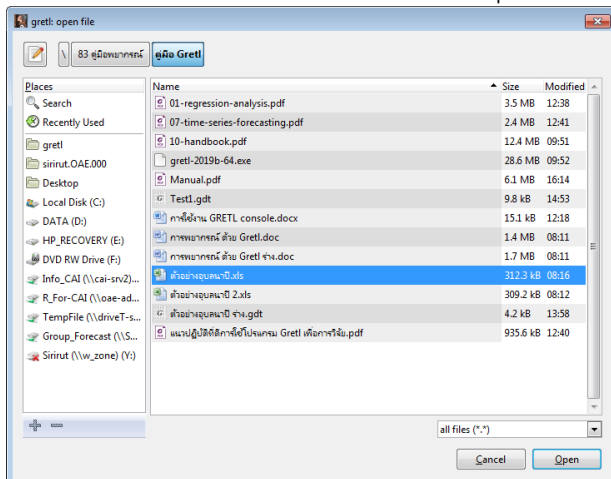 gretl: open file
\ 83 คู่มือพยากรณ์ คู่มือ Gretl
Places
Search
Recently Used
gretl
sirirut.OAE.000
Desktop
Local Disk (C:)
DATA (D:)
HP_RECOVERY (E:)
DVD RW Drive (F:)
Info_CAI (\\cai-srv2)...
R_For-CAI (\\oae-ad...
TempFile (\\driveT-s...
Group_Forecast (\\S...
Sirirut (\\w_zone) (Y:)
Name Size Modified
01-regression-analysis.pdf 3.5 MB 12:38
07-time-series-forecasting.pdf 2.4 MB 12:41
10-handbook.pdf 12.4 MB 09:51
gretl-2019b-64.exe 28.6 MB 09:52
Manual.pdf 6.1 MB 16:14
Test1.gdt 9.8 kB 14:53
การใช้งาน GRETL console.docx 15.1 kB 12:18
การพยากรณ์ ด้วย Gretl.doc 1.4 MB 08:11
การพยากรณ์ ด้วย Gretl ร่าง.doc 1.7 MB 08:11
ตัวอย่างอุบลนาปี.xls 312.3 kB 08:16
ตัวอย่างอุบลนาปี 2.xls 309.2 kB 08:12
ตัวอย่างอุบลนาปี ร่าง.gdt 4.2 kB 13:58
แนวปฏิบัติที่ดีการใช้โปรแกรม Gretl เพื่อการวิจัย.pdf 935.6 kB 12:40
all files (*.*)
Cancel Open